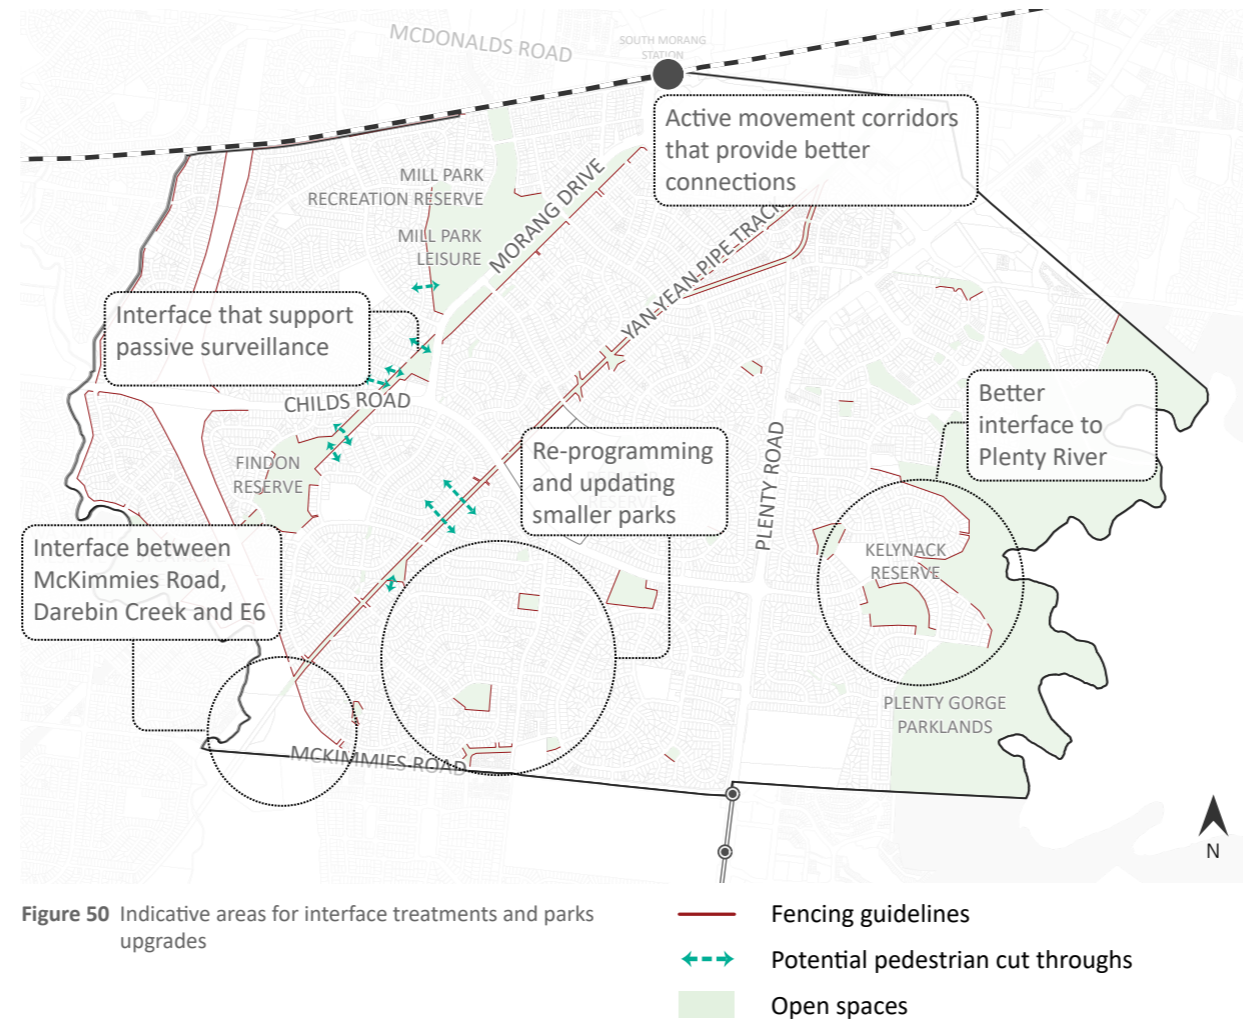 MCDONALDS ROAD
SOUTH MORANG
STATION
Active movement corridors
that provide better
connections
MILL PARK
RECREATION RESERVE
MORANG DRIVE
MILL PARK
LEISURE
YAN YEAN PIPE TRACK
Interface that support
passive surveillance
CHILDS ROAD
Better
interface to
Plenty River
Re-programming
and updating
smaller parks
PLENTY ROAD
FINDON
RESERVE
Interface between
McKimmies Road,
Darebin Creek and E6
KELYNACK
RESERVE
PLENTY GORGE
PARKLANDS
MCKIMMIES ROAD
N
Figure 50 Indicative areas for interface treatments and parks
upgrades
Fencing guidelines
Potential pedestrian cut throughs
Open spaces